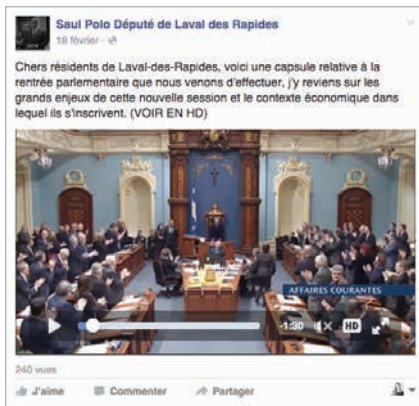 Saul Polo Député de Laval des Rapides
18 février ·
Chers résidents de Laval-des-Rapides, voici une capsule relative à la
rentrée parlementaire que nous venons d'effectuer, j'y reviens sur les
grands enjeux de cette nouvelle session et le contexte économique dans
lequel ils s'inscrivent. (VOIR EN HD)
AFFAIRES COURANTES
-1:30 HD
240 vues
J'aime Commenter Partager